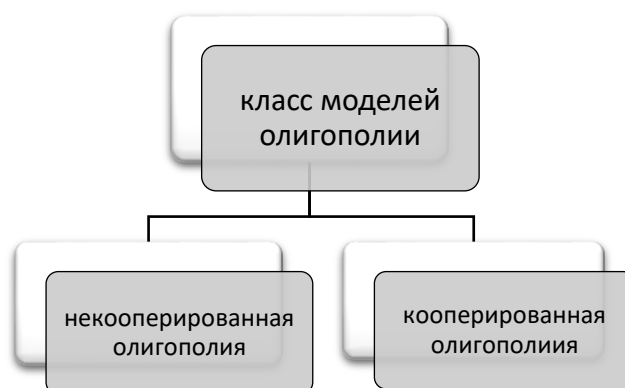 класс моделей
олигополии
некооперированная
олигополия
кооперированная
олигополиия